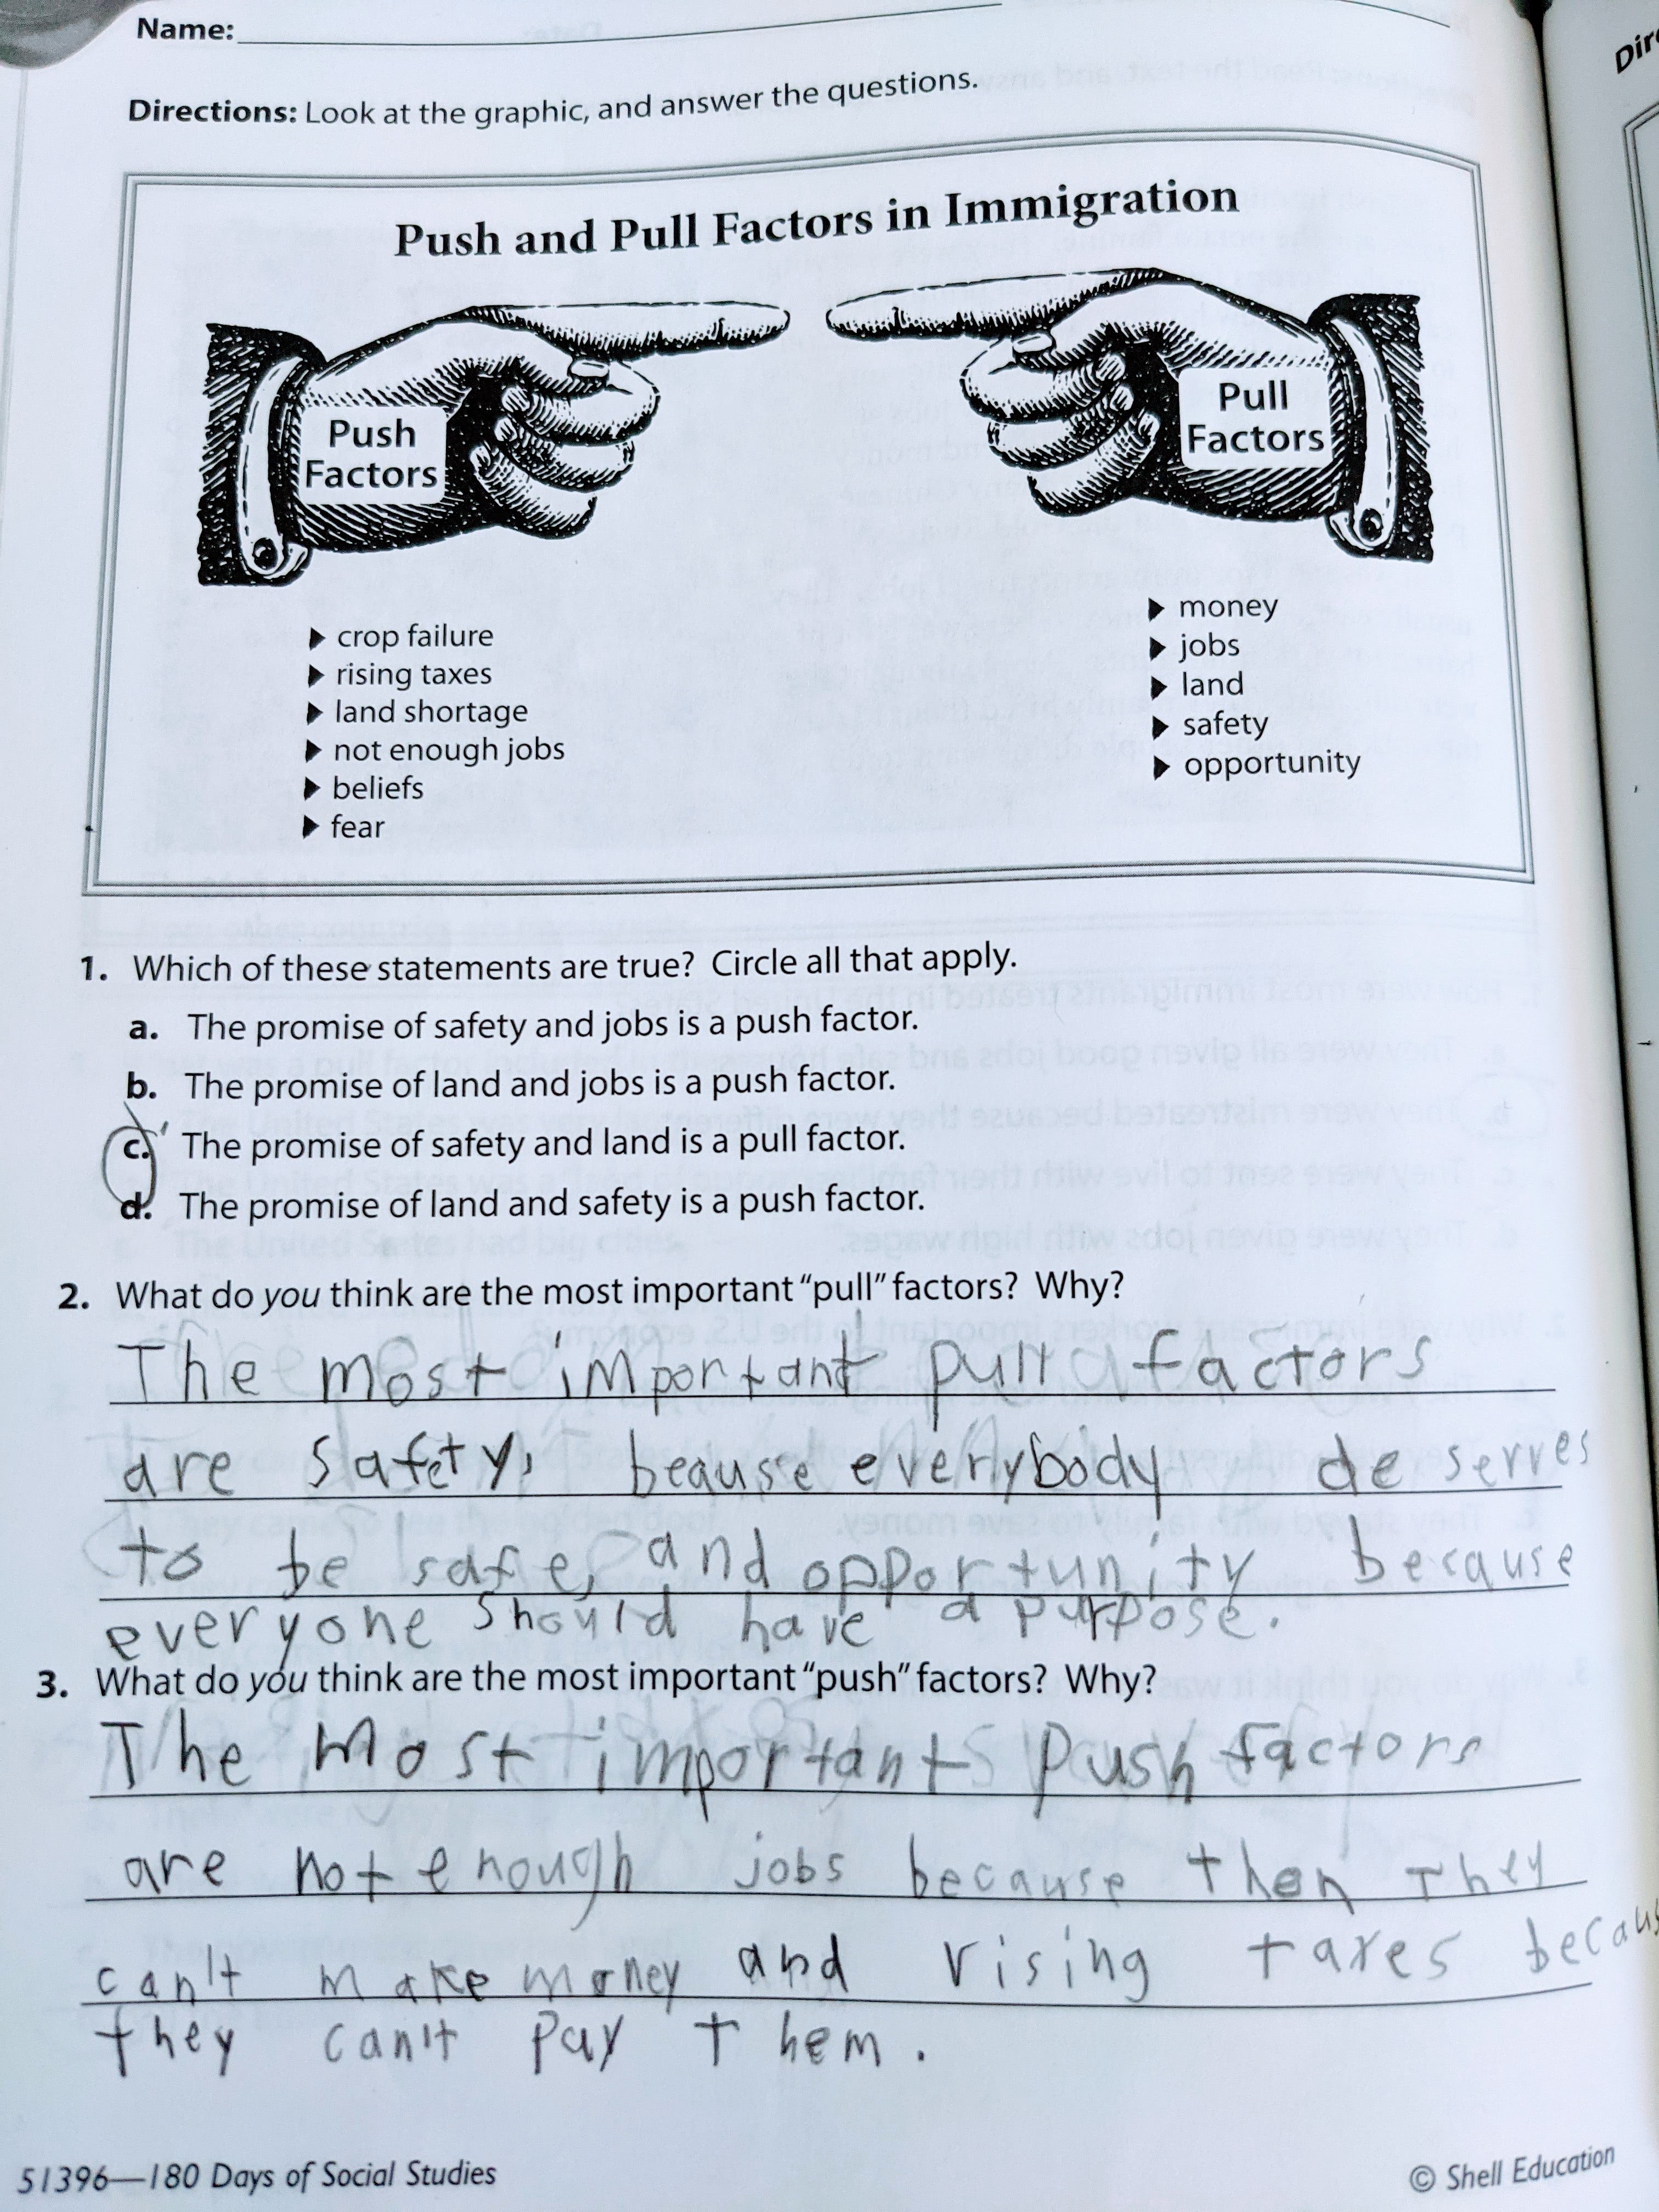 Name:
Directions: Look at the graphic, and answer the questions.
Dir
Push and Pull Factors in Immigration
Push
Factors
Pull
Factors
crop failure
rising taxes
land shortage
not enough jobs
beliefs
fear
money
jobs
land
safety
opportunity
1. Which of these statements are true? Circle all that apply.
a. The promise of safety and jobs is a push factor.
b. The promise of land and jobs is a push factor.
c. The promise of safety and land is a pull factor.
d. The promise of land and safety is a push factor.
2. What do you think are the most important "pull" factors? Why?
The most important pull factors
are safety, beqause everybody deserves
to be safe, and opportunity because
everyone should have a purpose.
3. What do you think are the most important "push" factors? Why?
The most importants push factors
are not enough jobs because then they
can't make money and rising taxes becaus
they can't pay them.
51396—180 Days of Social Studies
© Shell Education